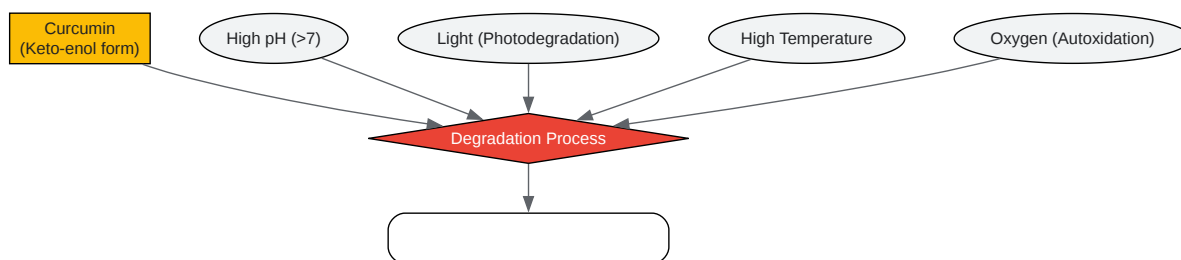 Curcumin
(Keto-enol form)
High pH (>7)
Light (Photodegradation)
High Temperature
Oxygen (Autoxidation)
Degradation Process